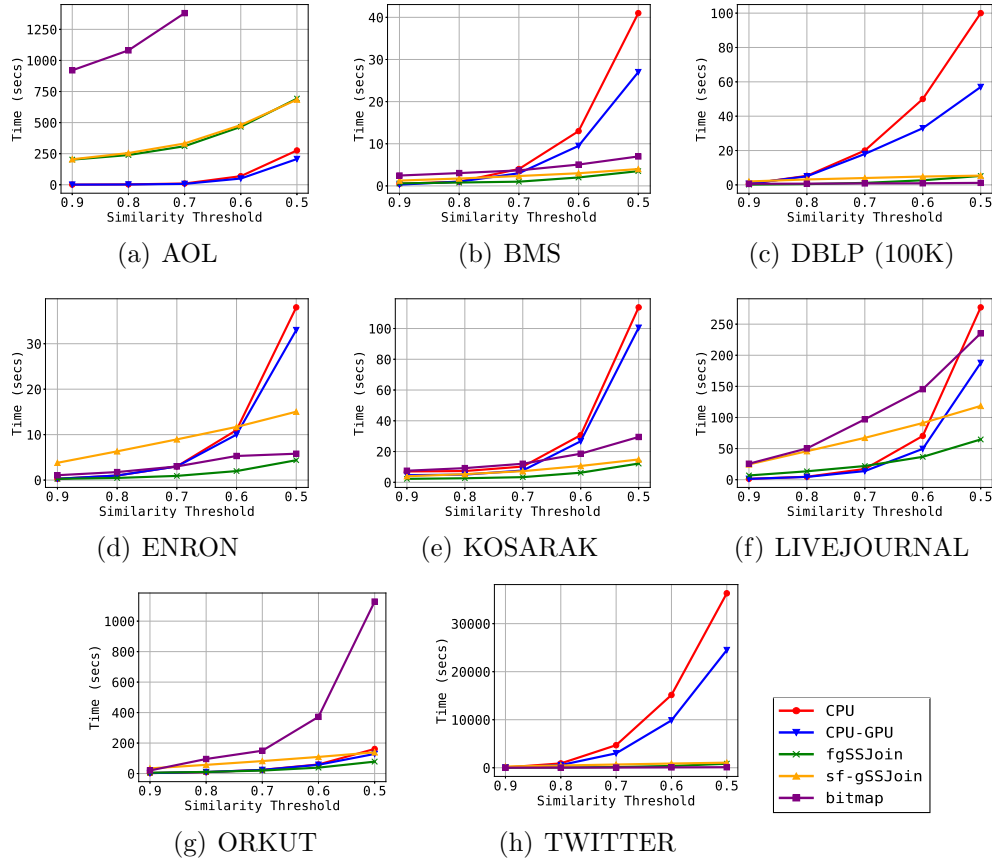 1250
1000
750
500
250
0
Time (secs)
0.9 0.8 0.7 0.6 0.5
Similarity Threshold
(a) AOL
40
30
20
10
0
Time (secs)
0.9 0.8 0.7 0.6 0.5
Similarity Threshold
(b) BMS
100
80
60
40
20
0
Time (secs)
0.9 0.8 0.7 0.6 0.5
Similarity Threshold
(c) DBLP (100K)
30
20
10
0
Time (secs)
0.9 0.8 0.7 0.6 0.5
Similarity Threshold
(d) ENRON
100
80
60
40
20
0
Time (secs)
0.9 0.8 0.7 0.6 0.5
Similarity Threshold
(e) KOSARAK
250
200
150
100
50
0
Time (secs)
0.9 0.8 0.7 0.6 0.5
Similarity Threshold
(f) LIVEJOURNAL
1000
800
600
400
200
0
Time (secs)
0.9 0.8 0.7 0.6 0.5
Similarity Threshold
(g) ORKUT
30000
20000
10000
0
Time (secs)
0.9 0.8 0.7 0.6 0.5
Similarity Threshold
(h) TWITTER
CPU
CPU-GPU
fgSSJoin
sf-gSSJoin
bitmap